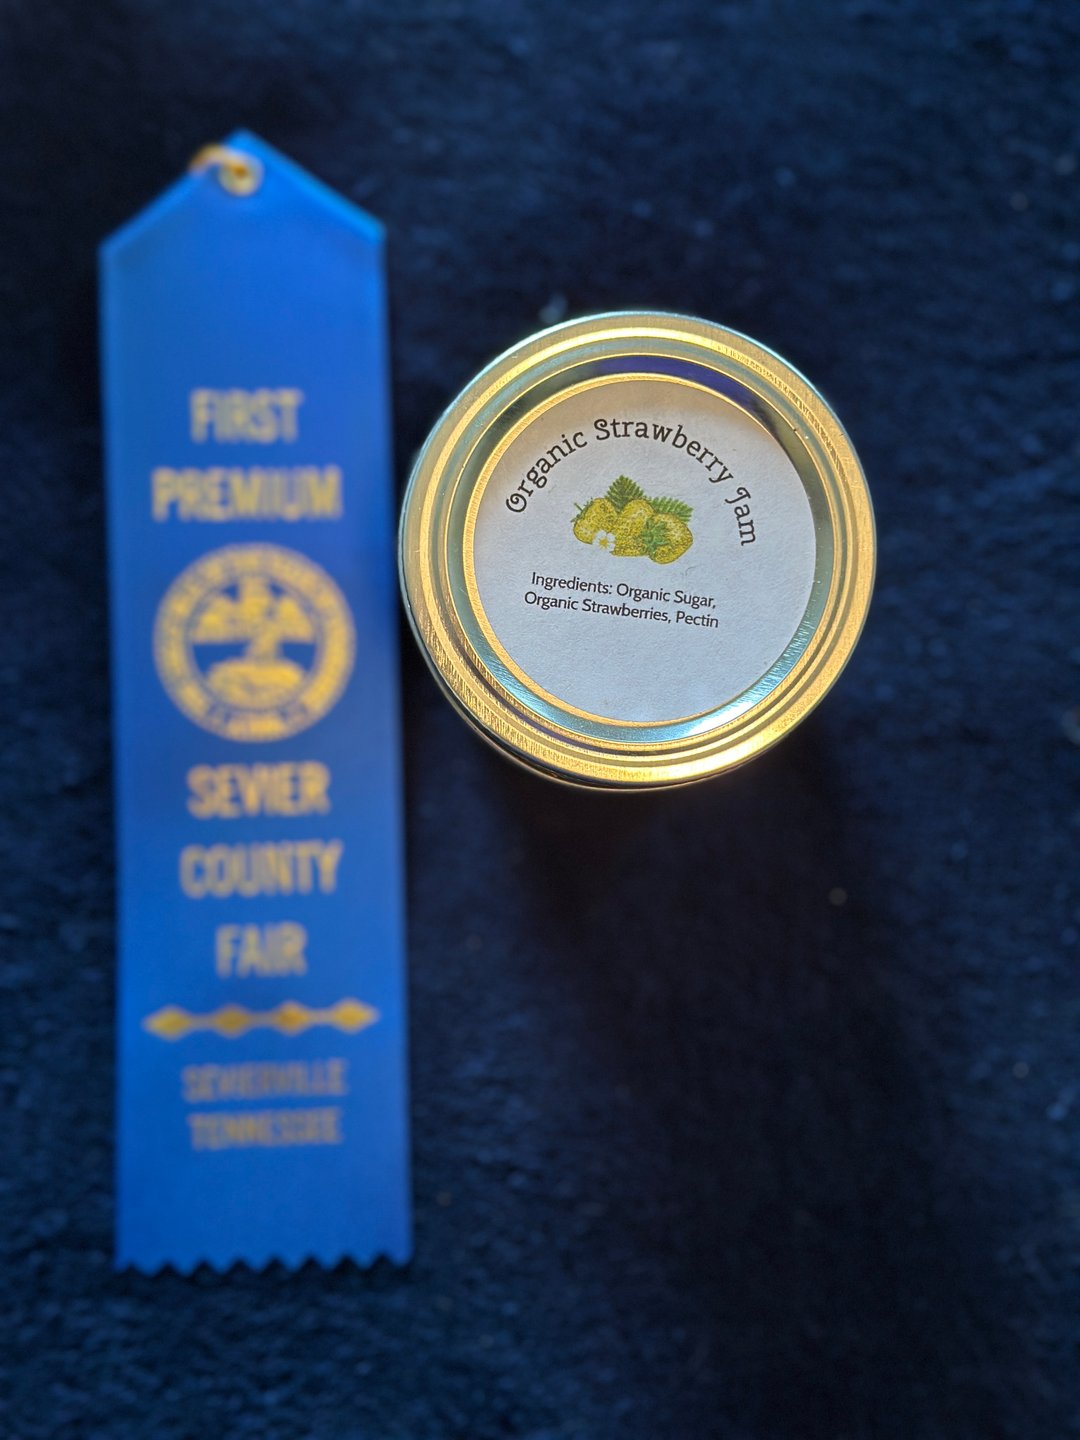 FIRST
PREMIUM
SEVIER
COUNTY
FAIR
SEVIERVILLE
TENNESSEE
Organic Strawberry Jam
Ingredients: Organic Sugar,
Organic Strawberries, Pectin